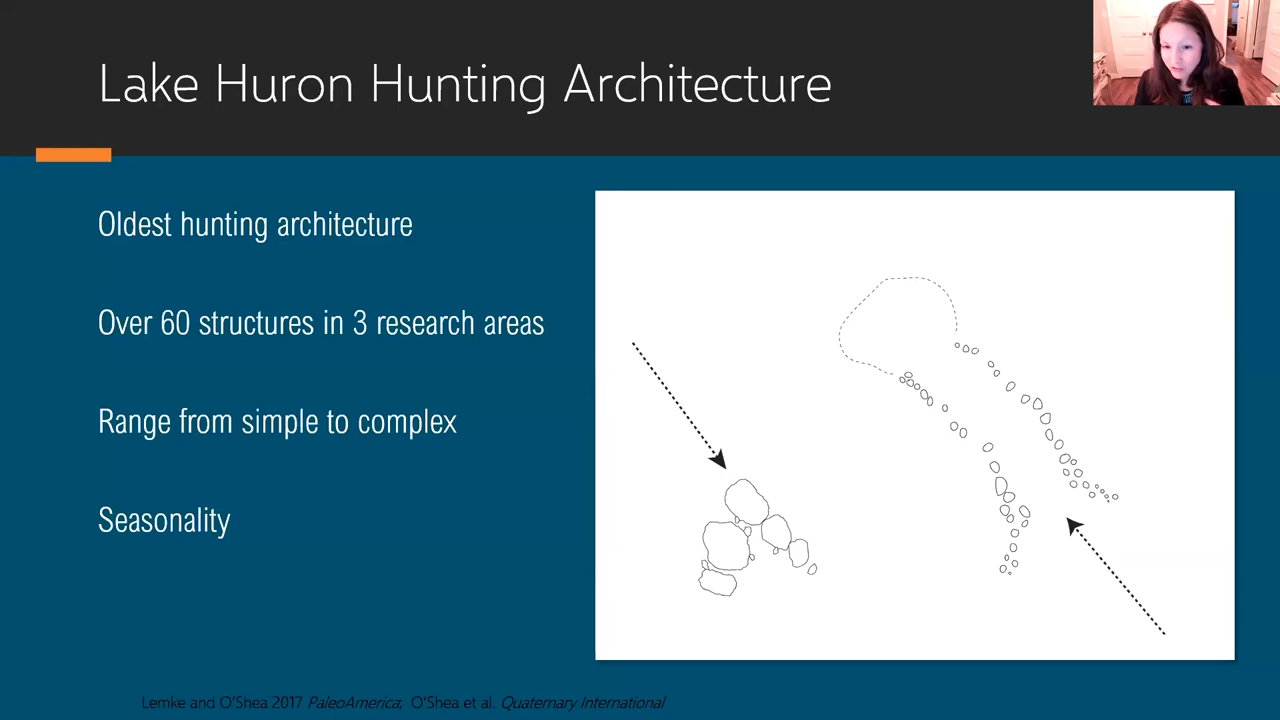 Lake Huron Hunting Architecture
Oldest hunting architecture
Over 60 structures in 3 research areas
Range from simple to complex
Seasonality
Lemke and O'Shea 2017 PaleoAmerica; O'Shea et al. Quaternary International